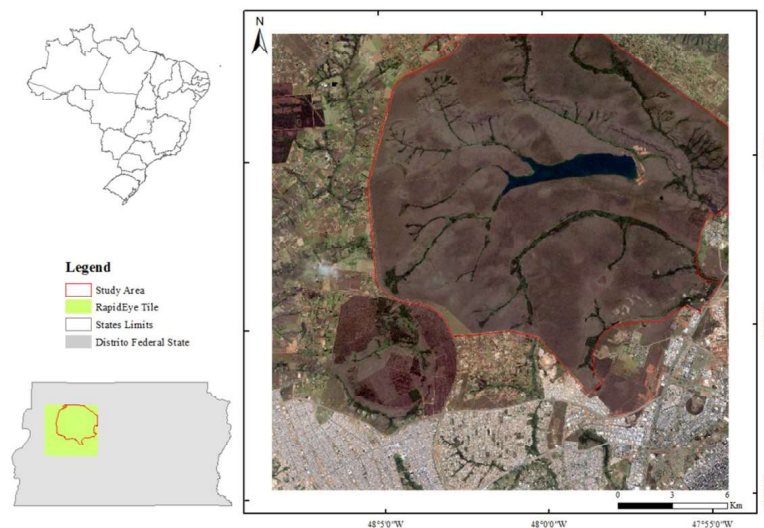 N
Legend
Study Area
RapidEye Tile
States Limits
Distrito Federal State
0 3 6
Km
48°5'0"W 48°0'0"W 47°55'0"W